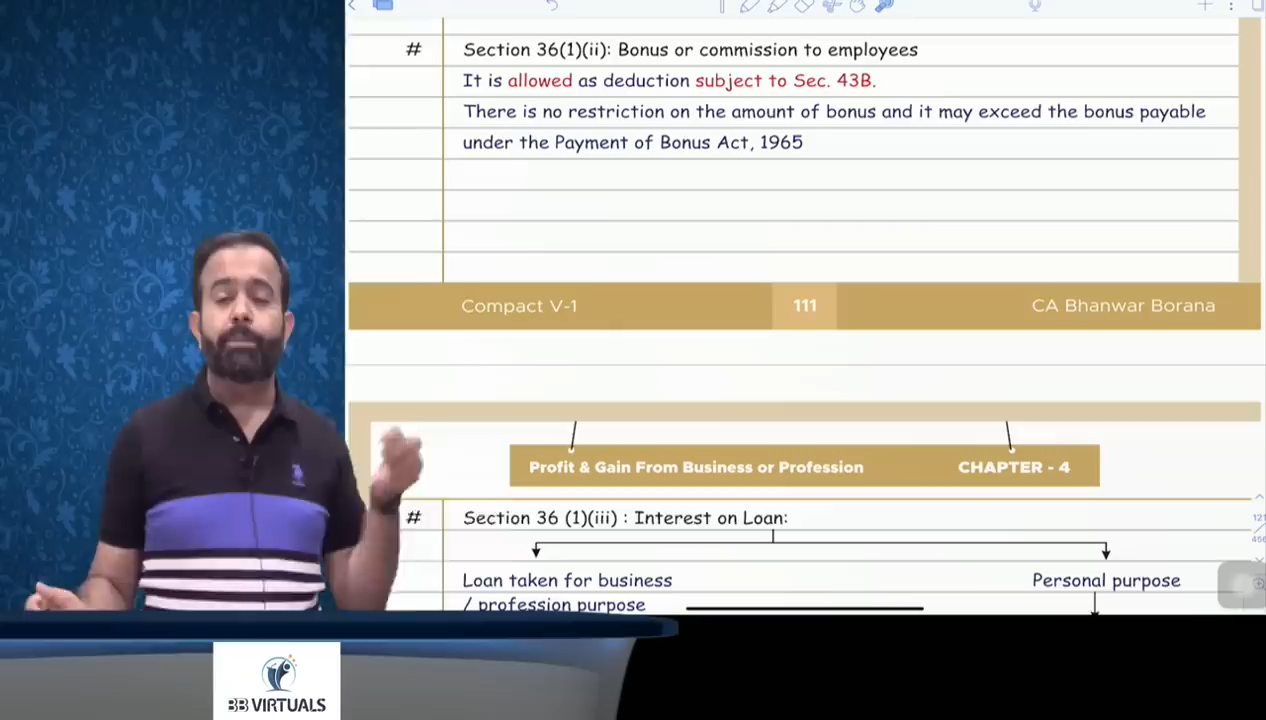 # Section 36(1)(ii): Bonus or commission to employees
It is allowed as deduction subject to Sec. 43B.
There is no restriction on the amount of bonus and it may exceed the bonus payable
under the Payment of Bonus Act, 1965
Compact V-1 111 CA Bhanwar Borana
Profit & Gain From Business or Profession CHAPTER - 4
# Section 36 (1)(iii) : Interest on Loan:
Loan taken for business Personal purpose
/ profession purpose
BB VIRTUALS